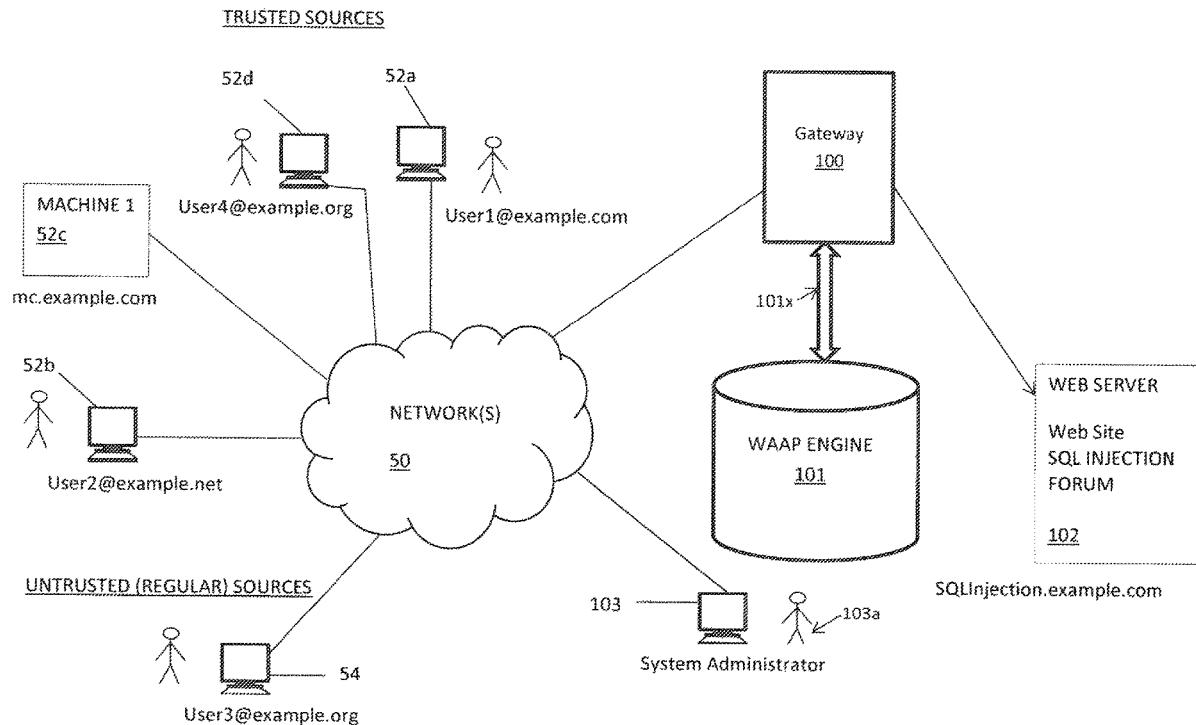 TRUSTED SOURCES
52d
52a
Gateway
100
User4@example.org
User1@example.com
MACHINE 1
52c
mc.example.com
101x
52b
NETWORK(S)
50
WAAP ENGINE
101
WEB SERVER
Web Site
SQL INJECTION
FORUM
102
User2@example.net
UNTRUSTED (REGULAR) SOURCES
SQLInjection.example.com
103
103a
System Administrator
54
User3@example.org